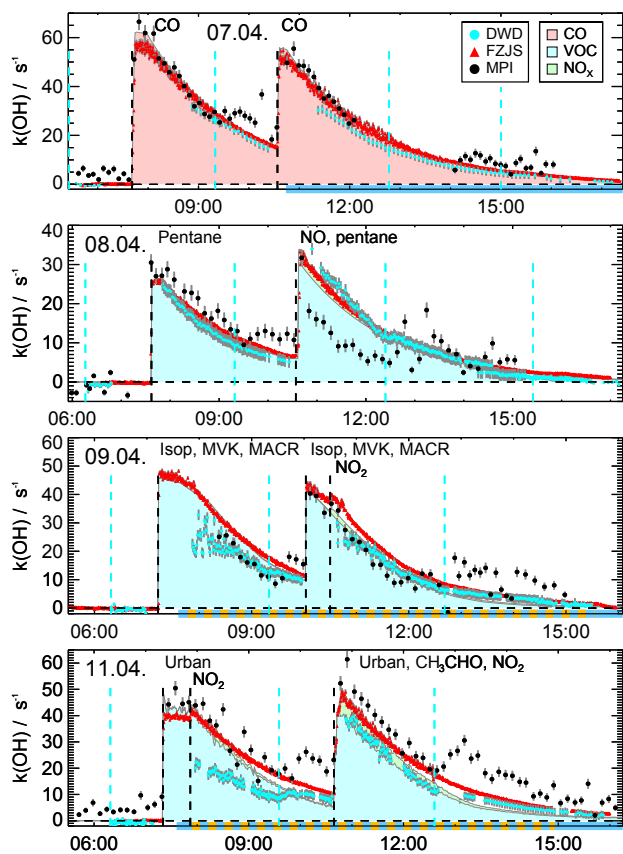 CO 07.04. CO
DWD
FZJS
MPI
CO
VOC
NOx
k(OH) / s⁻¹
60
50
40
30
20
10
0
09:00 12:00 15:00
08.04. Pentane NO, pentane
k(OH) / s⁻¹
40
30
20
10
0
06:00 09:00 12:00 15:00
09.04. Isop, MVK, MACR Isop, MVK, MACR
NO₂
k(OH) / s⁻¹
60
50
40
30
20
10
0
06:00 09:00 12:00 15:00
11.04. Urban Urban, CH₃CHO, NO₂
NO₂
k(OH) / s⁻¹
60
50
40
30
20
10
0
06:00 09:00 12:00 15:00